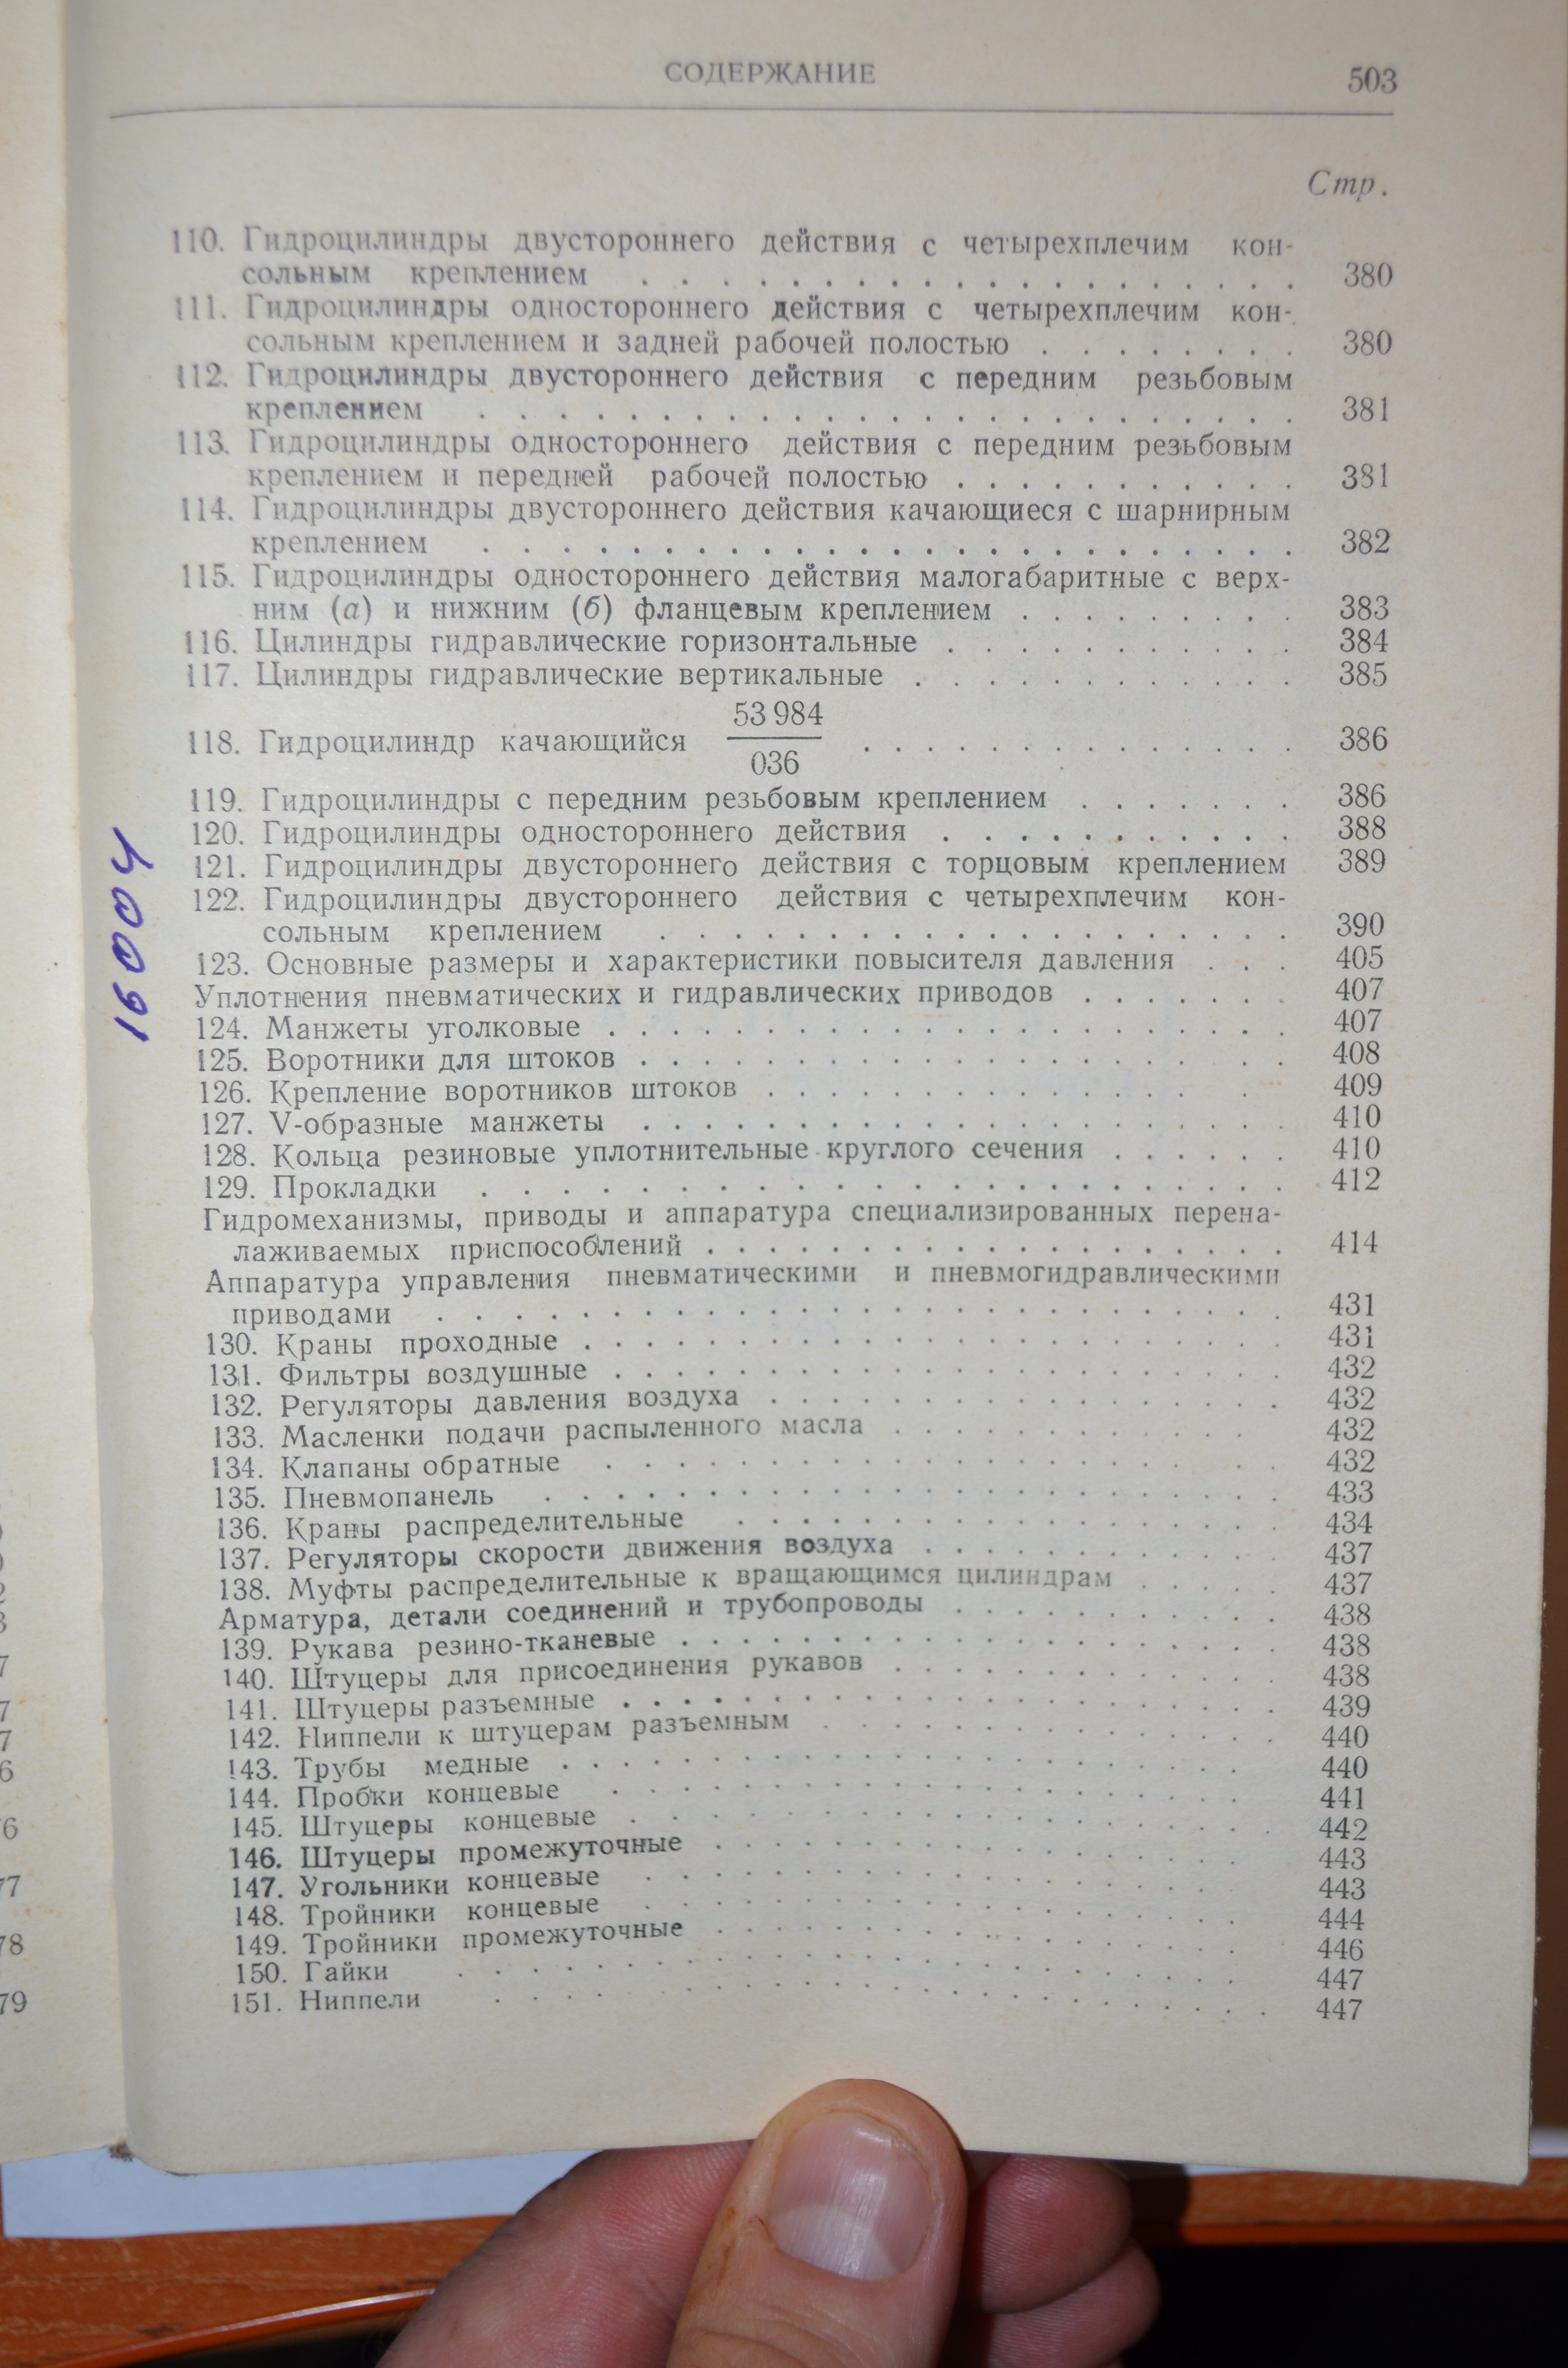 СОДЕРЖАНИЕ 503
Стр.
110. Гидроцилиндры двустороннего действия с четырехплечим кон-
сольным креплением . . . . . . . . . . . . . . . . . . 380
111. Гидроцилиндры одностороннего действия с четырехплечим кон-
сольным креплением и задней рабочей полостью . . . . . . . . 380
112. Гидроцилиндры двустороннего действия с передним резьбовым
креплением . . . . . . . . . . . . . . . . . . . . . . 381
113. Гидроцилиндры одностороннего действия с передним резьбовым
креплением и передней рабочей полостью . . . . . . . . . . . 381
114. Гидроцилиндры двустороннего действия качающиеся с шарнирным
креплением . . . . . . . . . . . . . . . . . . . . . 382
115. Гидроцилиндры одностороннего действия малогабаритные с верх-
ним (а) и нижним (б) фланцевым креплением . . . . . . . . . 383
116. Цилиндры гидравлические горизонтальные . . . . . . . . . . 384
117. Цилиндры гидравлические вертикальные . . . . . . . . . . . 385
53 984
118. Гидроцилиндр качающийся . . . . . . . . . . . . . . . 386
036
119. Гидроцилиндры с передним резьбовым креплением . . . . . . . 386
120. Гидроцилиндры одностороннего действия . . . . . . . . . . 388
121. Гидроцилиндры двустороннего действия с торцовым креплением 389
122. Гидроцилиндры двустороннего действия с четырехплечим кон-
сольным креплением . . . . . . . . . . . . . . . . . 390
123. Основные размеры и характеристики повысителя давления . . . 405
Уплотнения пневматических и гидравлических приводов . . . . . . . 407
124. Манжеты уголковые . . . . . . . . . . . . . . . . . . . 407
125. Воротники для штоков . . . . . . . . . . . . . . . . . . 408
126. Крепление воротников штоков . . . . . . . . . . . . . . 409
127. V-образные манжеты . . . . . . . . . . . . . . . . . . 410
128. Кольца резиновые уплотнительные круглого сечения . . . . . . 410
129. Прокладки . . . . . . . . . . . . . . . . . . . . . 412
Гидромеханизмы, приводы и аппаратура специализированных перена-
лаживаемых приспособлений . . . . . . . . . . . . . . . . 414
Аппаратура управления пневматическими и пневмогидравлическими
приводами . . . . . . . . . . . . . . . . . . . . . . . 431
130. Краны проходные . . . . . . . . . . . . . . . . . . . . 431
131. Фильтры воздушные . . . . . . . . . . . . . . . . . . . 432
132. Регуляторы давления воздуха . . . . . . . . . . . . . . . 432
133. Масленки подачи распыленного масла . . . . . . . . . . . 432
134. Клапаны обратные . . . . . . . . . . . . . . . . . . 432
135. Пневмопанель . . . . . . . . . . . . . . . . . . . . . 433
136. Краны распределительные . . . . . . . . . . . . . . . 434
137. Регуляторы скорости движения воздуха . . . . . . . . . . 437
138. Муфты распределительные к вращающимся цилиндрам . . . . . 437
Арматура, детали соединений и трубопроводы . . . . . . . . . . 438
139. Рукава резино-тканевые . . . . . . . . . . . . . . . . . 438
140. Штуцеры для присоединения рукавов . . . . . . . . . . . . 438
141. Штуцеры разъемные . . . . . . . . . . . . . . . . . . . 439
142. Ниппели к штуцерам разъемным . . . . . . . . . . . . . . 440
143. Трубы медные . . . . . . . . . . . . . . . . . . . . 440
144. Пробки концевые . . . . . . . . . . . . . . . . . . 441
145. Штуцеры концевые . . . . . . . . . . . . . . . . . . 442
146. Штуцеры промежуточные . . . . . . . . . . . . . . . 443
147. Угольники концевые . . . . . . . . . . . . . . . . 443
148. Тройники концевые . . . . . . . . . . . . . . . . . 444
149. Тройники промежуточные . . . . . . . . . . . . . . . 446
150. Гайки . . . . . . . . . . . . . . . . . . . . . . 447
151. Ниппели . . . . . . . . . . . . . . . . . . . . . . 447